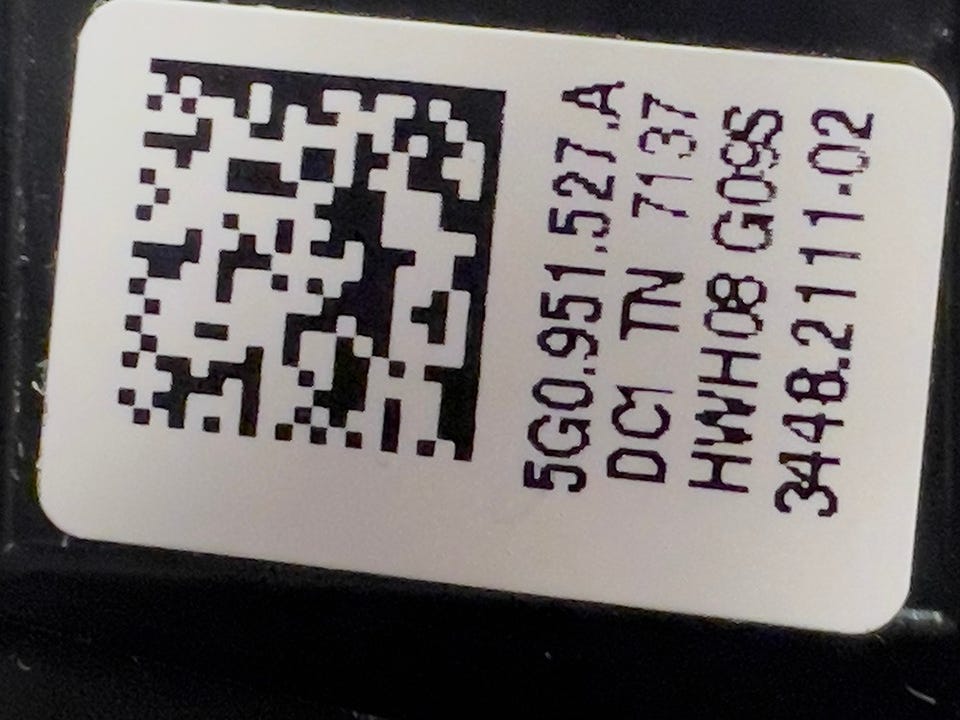 5G0.951.527.A
DC1 TN 7137
HWH08 G09S
3448.2111-02